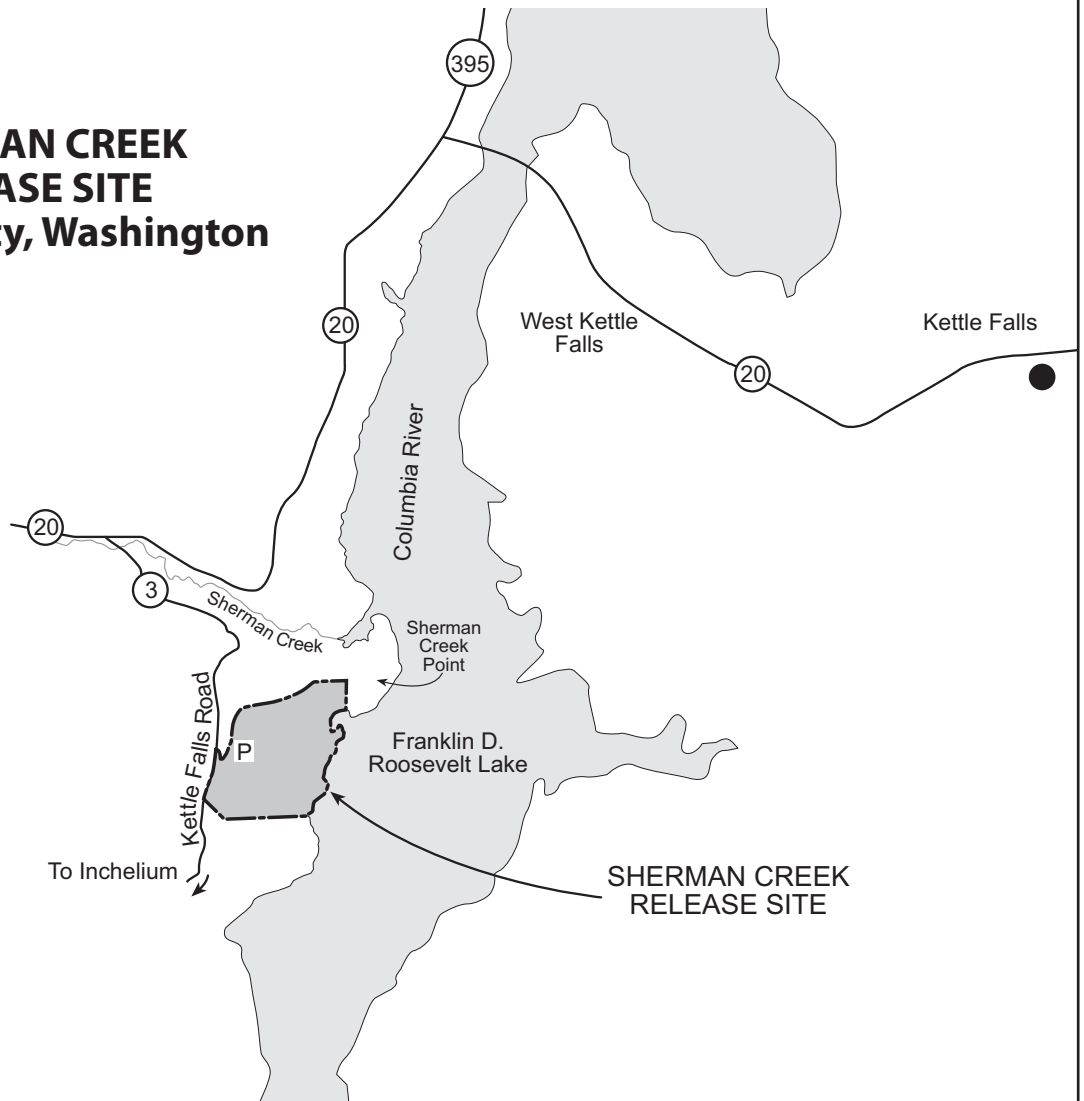 AN CREEK
ASE SITE
ty, Washington
395
20
West Kettle
Falls
Kettle Falls
20
Columbia River
20
3
Sherman Creek
Sherman
Creek
Point
Kettle Falls Road
P
Franklin D.
Roosevelt Lake
To Inchelium
SHERMAN CREEK
RELEASE SITE